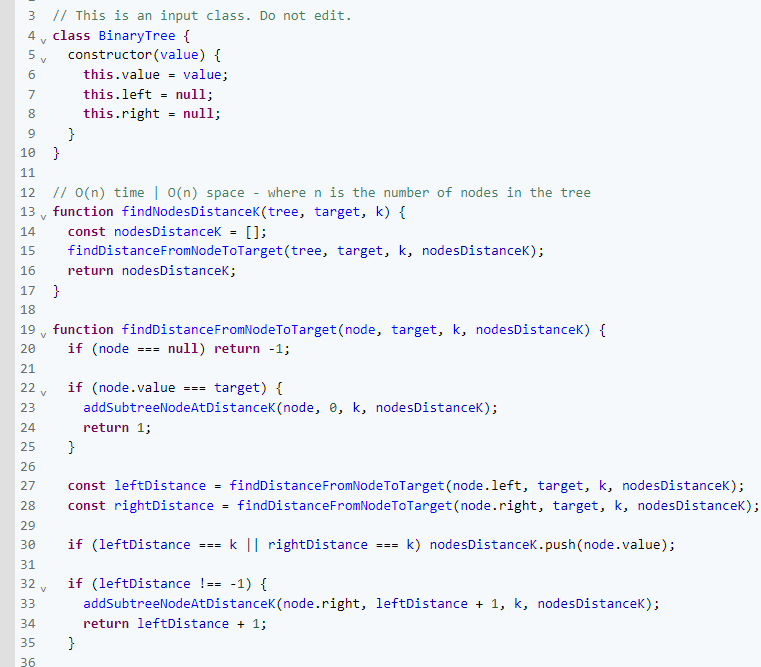 3 // This is an input class. Do not edit.
4 class BinaryTree {
5   constructor(value) {
6     this.value = value;
7     this.left = null;
8     this.right = null;
9   }
10 }
11
12 // O(n) time | O(n) space - where n is the number of nodes in the tree
13 function findNodesDistanceK(tree, target, k) {
14   const nodesDistanceK = [];
15   findDistanceFromNodeToTarget(tree, target, k, nodesDistanceK);
16   return nodesDistanceK;
17 }
18
19 function findDistanceFromNodeToTarget(node, target, k, nodesDistanceK) {
20   if (node === null) return -1;
21
22   if (node.value === target) {
23     addSubtreeNodeAtDistanceK(node, 0, k, nodesDistanceK);
24     return 1;
25   }
26
27   const leftDistance = findDistanceFromNodeToTarget(node.left, target, k, nodesDistanceK);
28   const rightDistance = findDistanceFromNodeToTarget(node.right, target, k, nodesDistanceK);
29
30   if (leftDistance === k || rightDistance === k) nodesDistanceK.push(node.value);
31
32   if (leftDistance !== -1) {
33     addSubtreeNodeAtDistanceK(node.right, leftDistance + 1, k, nodesDistanceK);
34     return leftDistance + 1;
35   }
36